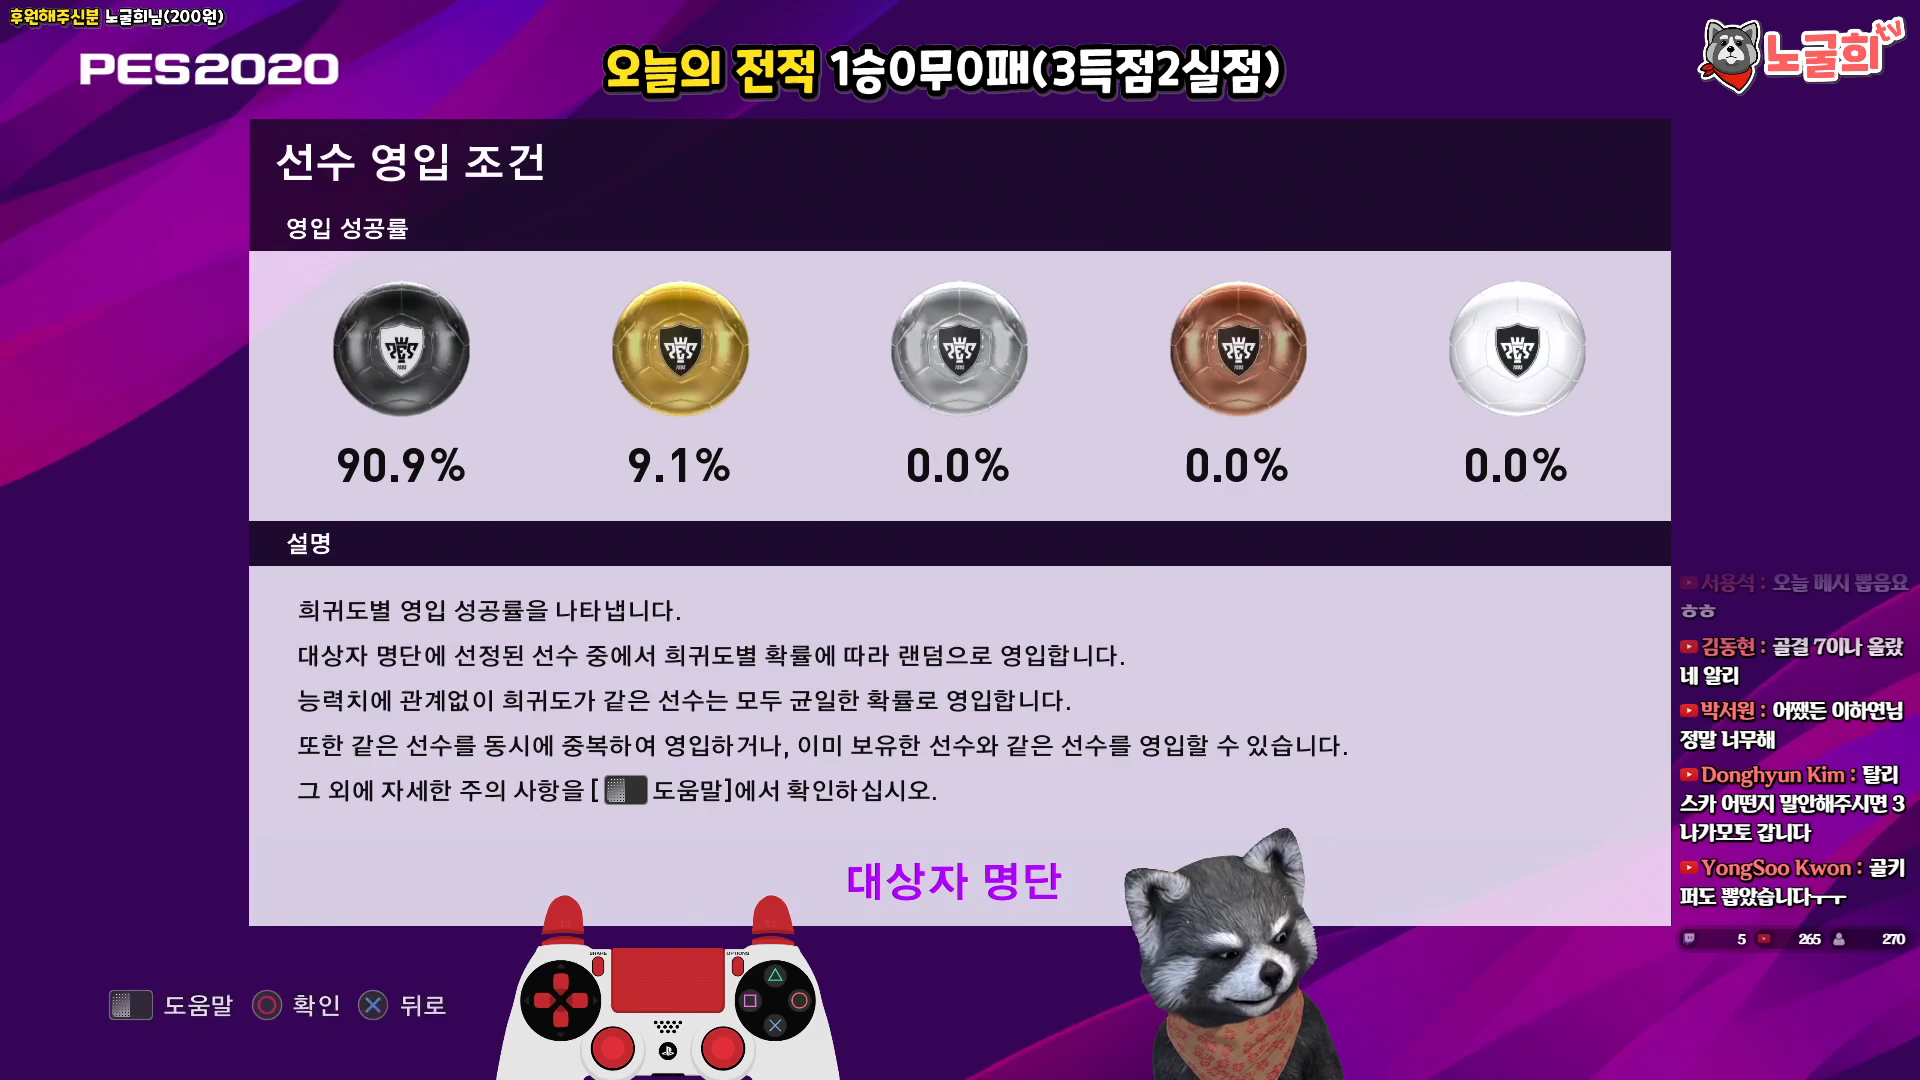 후원해주신분 노굴희님(200원)
PES2020
오늘의 전적 1승0무0패(3득점2실점)
노굴희tv
선수 영입 조건
영입 성공률
90.9%
9.1%
0.0%
0.0%
0.0%
설명
희귀도별 영입 성공률을 나타냅니다.
대상자 명단에 선정된 선수 중에서 희귀도별 확률에 따라 랜덤으로 영입합니다.
능력치에 관계없이 희귀도가 같은 선수는 모두 균일한 확률로 영입합니다.
또한 같은 선수를 동시에 중복하여 영입하거나, 이미 보유한 선수와 같은 선수를 영입할 수 있습니다.
그 외에 자세한 주의 사항을 [ 도움말]에서 확인하십시오.
대상자 명단
서용석 : 오늘 메시 뽑음요
ㅎㅎ
김동현 : 골결 7이나 올랐
네 알리
박서원 : 어쨌든 이하연님
정말 너무해
Donghyun Kim : 탈리
스카 어떤지 말안해주시면 3
나가모토 갑니다
YongSoo Kwon : 골키
퍼도 뽑았습니다ㅜㅜ
5 265 270
SHARE
OPTIONS
도움말 확인 뒤로